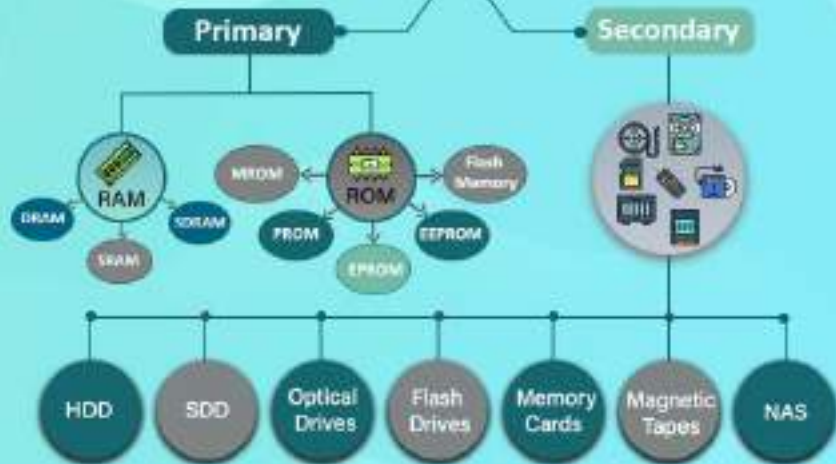 Primary
Secondary
RAM
DRAM
SRAM
SDRAM
ROM
MROM
PROM
EPROM
EEPROM
Flash
Memory
HDD
SDD
Optical
Drives
Flash
Drives
Memory
Cards
Magnetic
Tapes
NAS